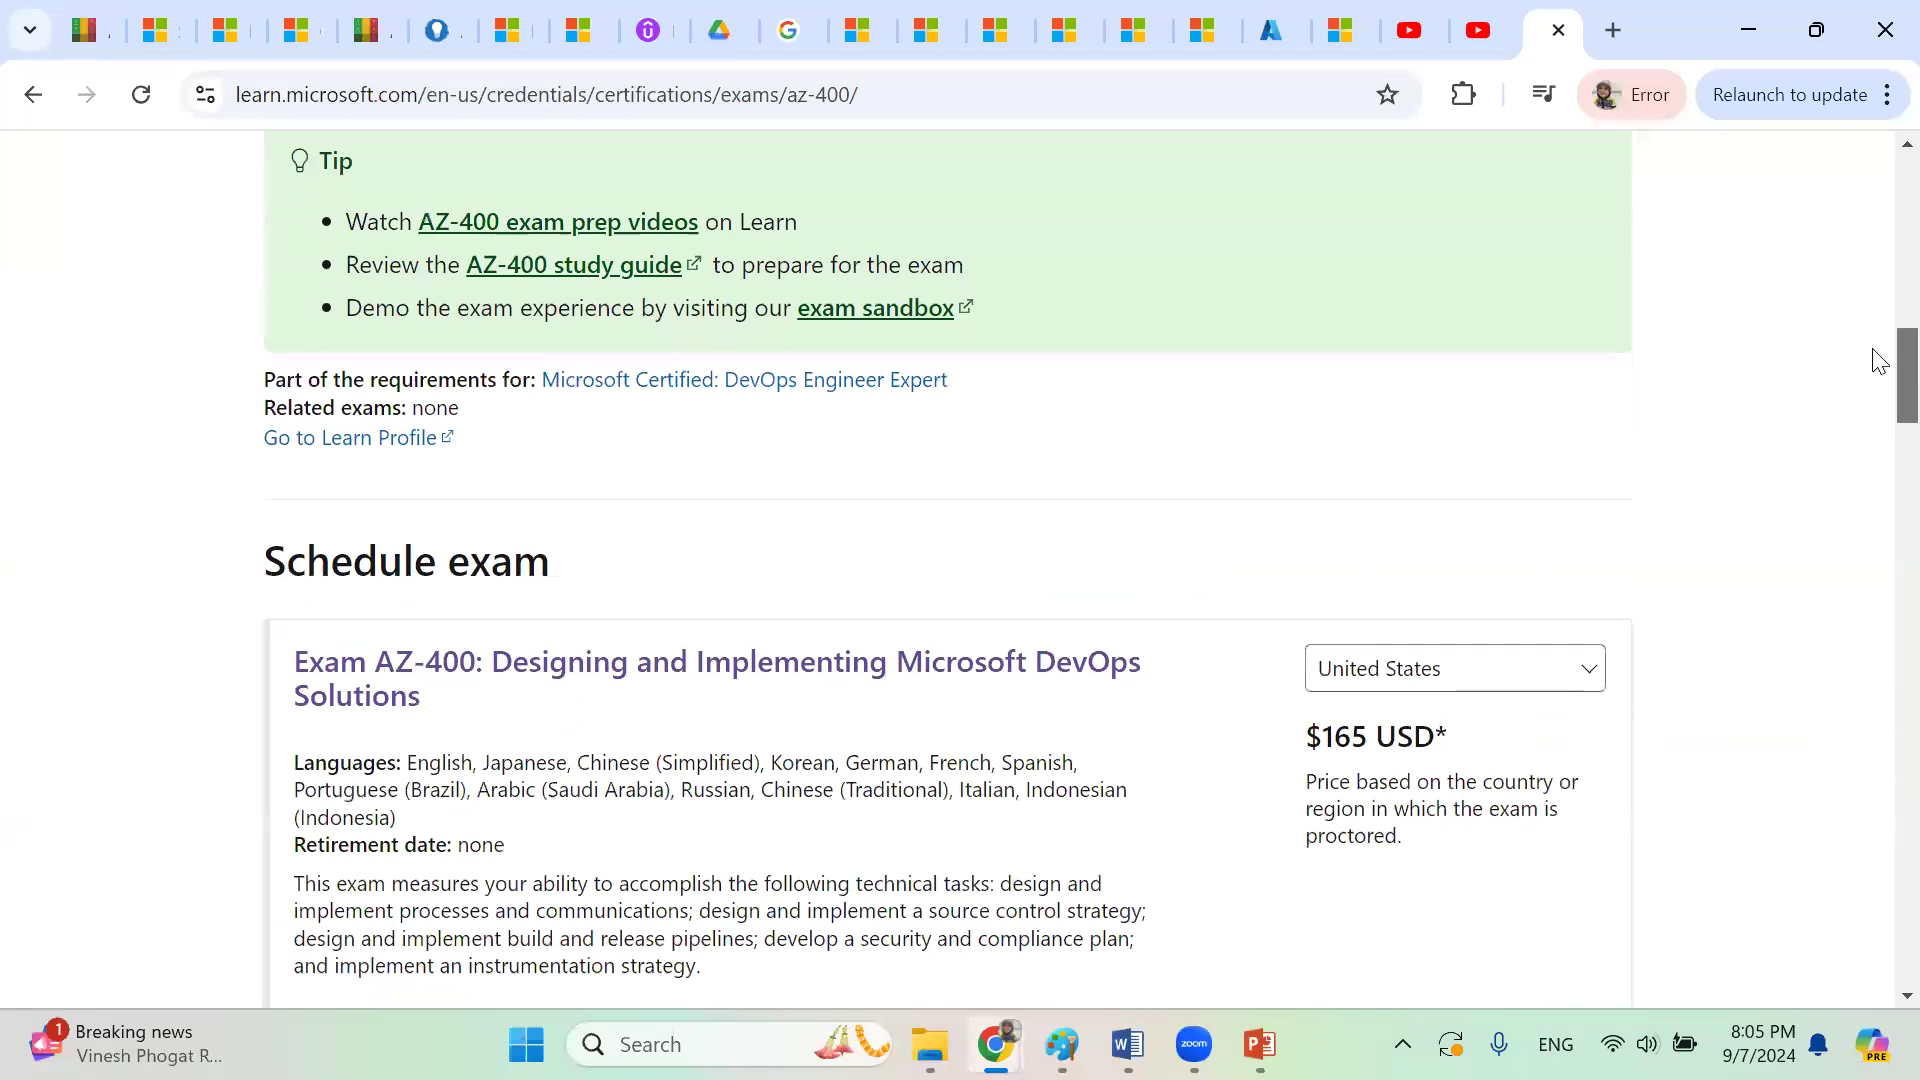 learn.microsoft.com/en-us/credentials/certifications/exams/az-400/
Error
Relaunch to update
Tip
Watch AZ-400 exam prep videos on Learn
Review the AZ-400 study guide to prepare for the exam
Demo the exam experience by visiting our exam sandbox
Part of the requirements for: Microsoft Certified: DevOps Engineer Expert
Related exams: none
Go to Learn Profile
Schedule exam
Exam AZ-400: Designing and Implementing Microsoft DevOps
Solutions
United States
$165 USD*
Languages: English, Japanese, Chinese (Simplified), Korean, German, French, Spanish,
Portuguese (Brazil), Arabic (Saudi Arabia), Russian, Chinese (Traditional), Italian, Indonesian
(Indonesia)
Price based on the country or
region in which the exam is
proctored.
Retirement date: none
This exam measures your ability to accomplish the following technical tasks: design and
implement processes and communications; design and implement a source control strategy;
design and implement build and release pipelines; develop a security and compliance plan;
and implement an instrumentation strategy.
1
Breaking news
Vinesh Phogat R...
Search
zoom
ENG
8:05 PM
9/7/2024
PRE